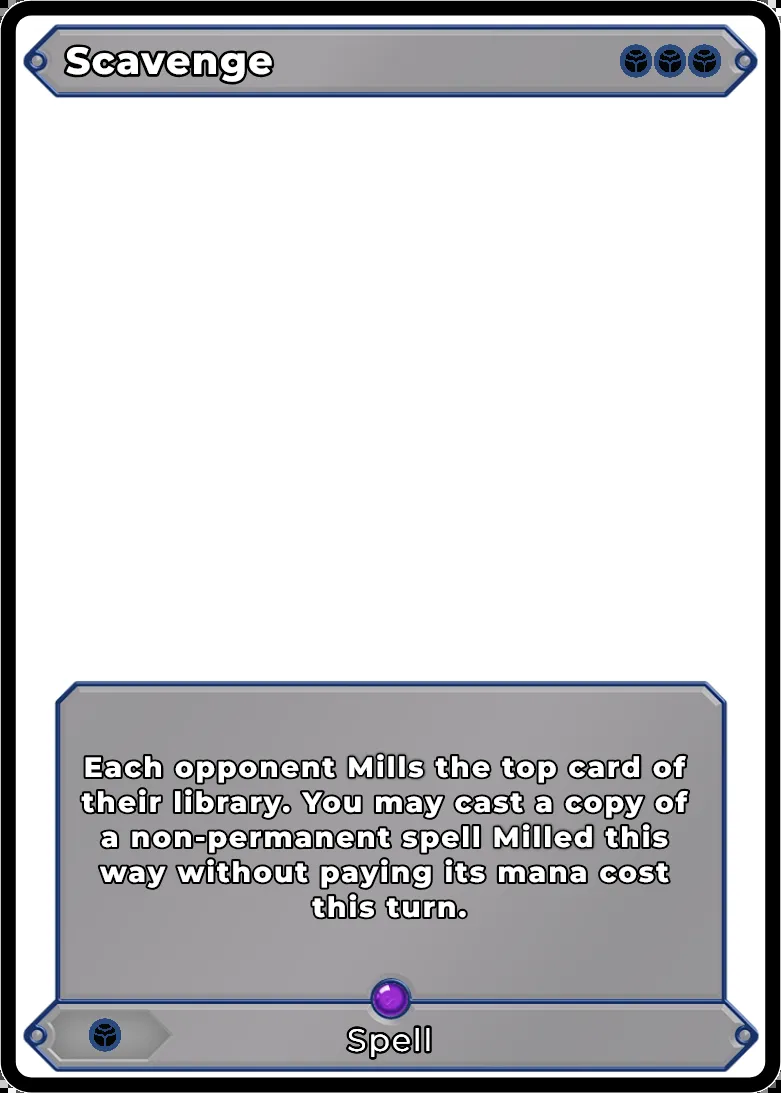 Scavenge
Each opponent Mills the top card of
their library. You may cast a copy of
a non-permanent spell Milled this
way without paying its mana cost
this turn.
Spell